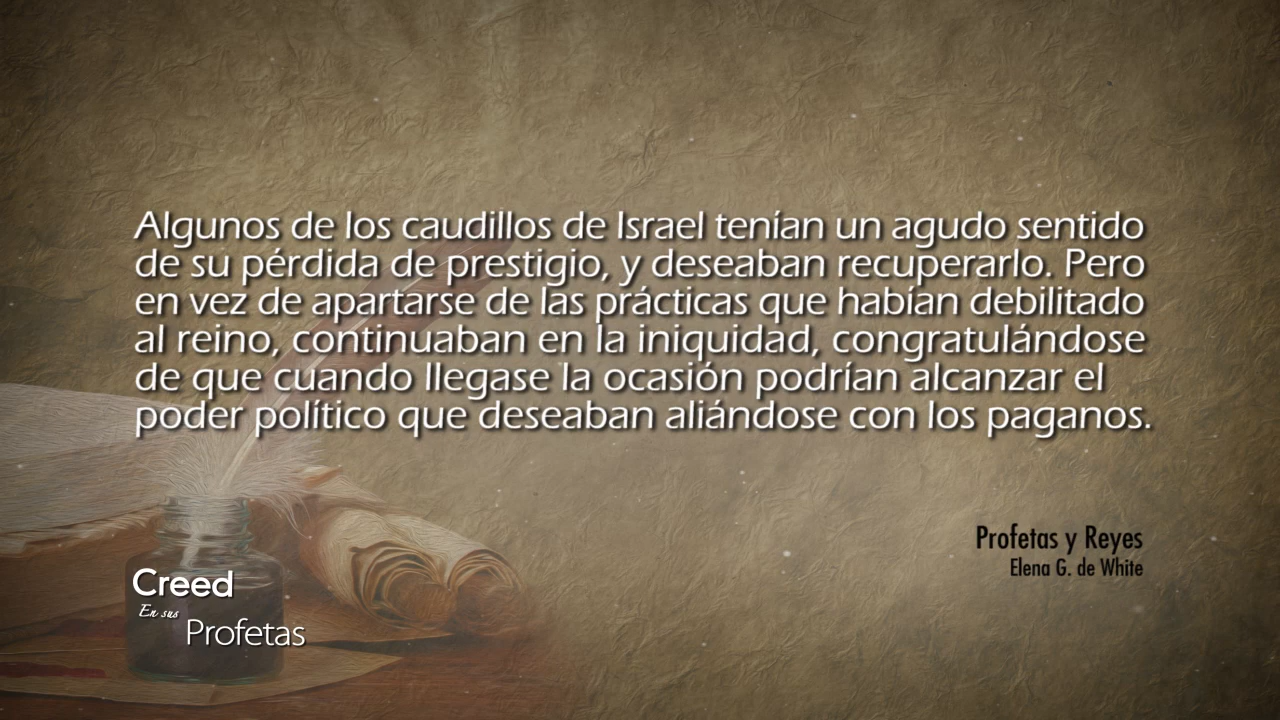 Algunos de los caudillos de Israel tenían un agudo sentido
de su pérdida de prestigio, y deseaban recuperarlo. Pero
en vez de apartarse de las prácticas que habían debilitado
al reino, continuaban en la iniquidad, congratulándose
de que cuando llegase la ocasión podrían alcanzar el
poder político que deseaban aliándose con los paganos.
Profetas y Reyes
Elena G. de White
Creed
En sus
Profetas